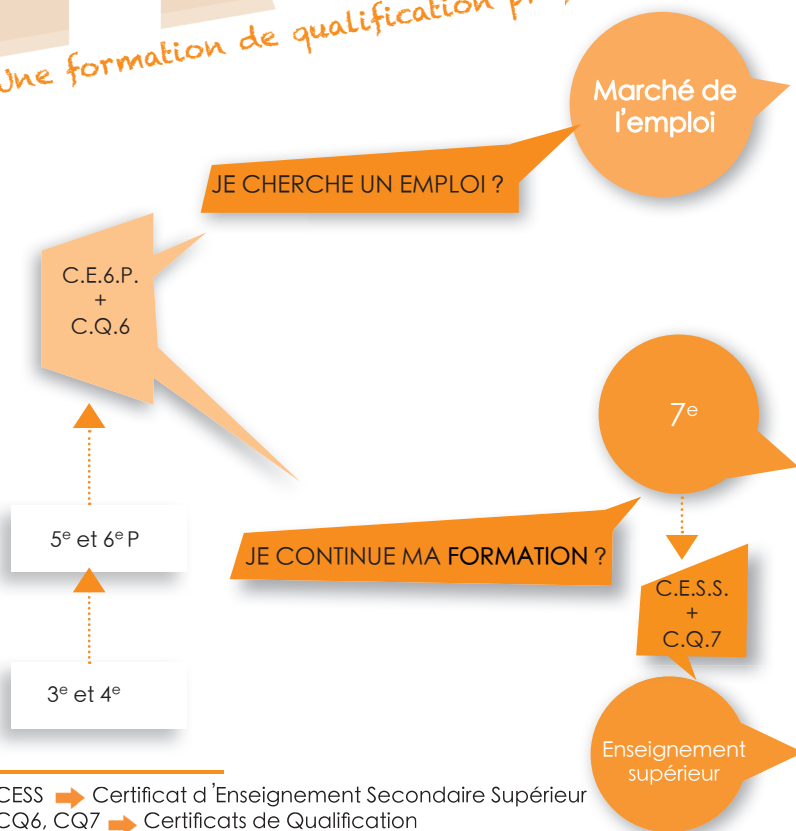 Une formation de qualification
Marché de
l'emploi
JE CHERCHE UN EMPLOI ?
C.E.6.P.
+
C.Q.6
7e
5e et 6e P
JE CONTINUE MA FORMATION ?
C.E.S.S.
+
C.Q.7
3e et 4e
Enseignement
supérieur
CESS ➡ Certificat d'Enseignement Secondaire Supérieur
CQ6, CQ7 ➡ Certificats de Qualification